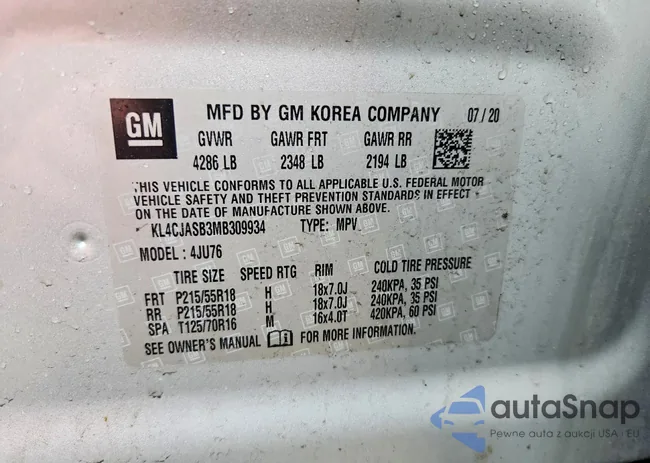 GM MFD BY GM KOREA COMPANY 07/20
GVWR GAWR FRT GAWR RR
4286 LB 2348 LB 2194 LB
THIS VEHICLE CONFORMS TO ALL APPLICABLE U.S. FEDERAL MOTOR
VEHICLE SAFETY AND THEFT PREVENTION STANDARDS IN EFFECT
ON THE DATE OF MANUFACTURE SHOWN ABOVE.
KL4CJASB3MB309934 TYPE: MPV
MODEL: 4JU76
TIRE SIZE SPEED RTG RIM COLD TIRE PRESSURE
FRT P215/55R18 H 18x7.0J 240KPA, 35 PSI
RR P215/55R18 H 18x7.0J 240KPA, 35 PSI
SPA T125/70R16 M 16x4.0T 420KPA, 60 PSI
SEE OWNER'S MANUAL FOR MORE INFORMATION.
autaSnap
Pewne auta z aukcji USA i EU